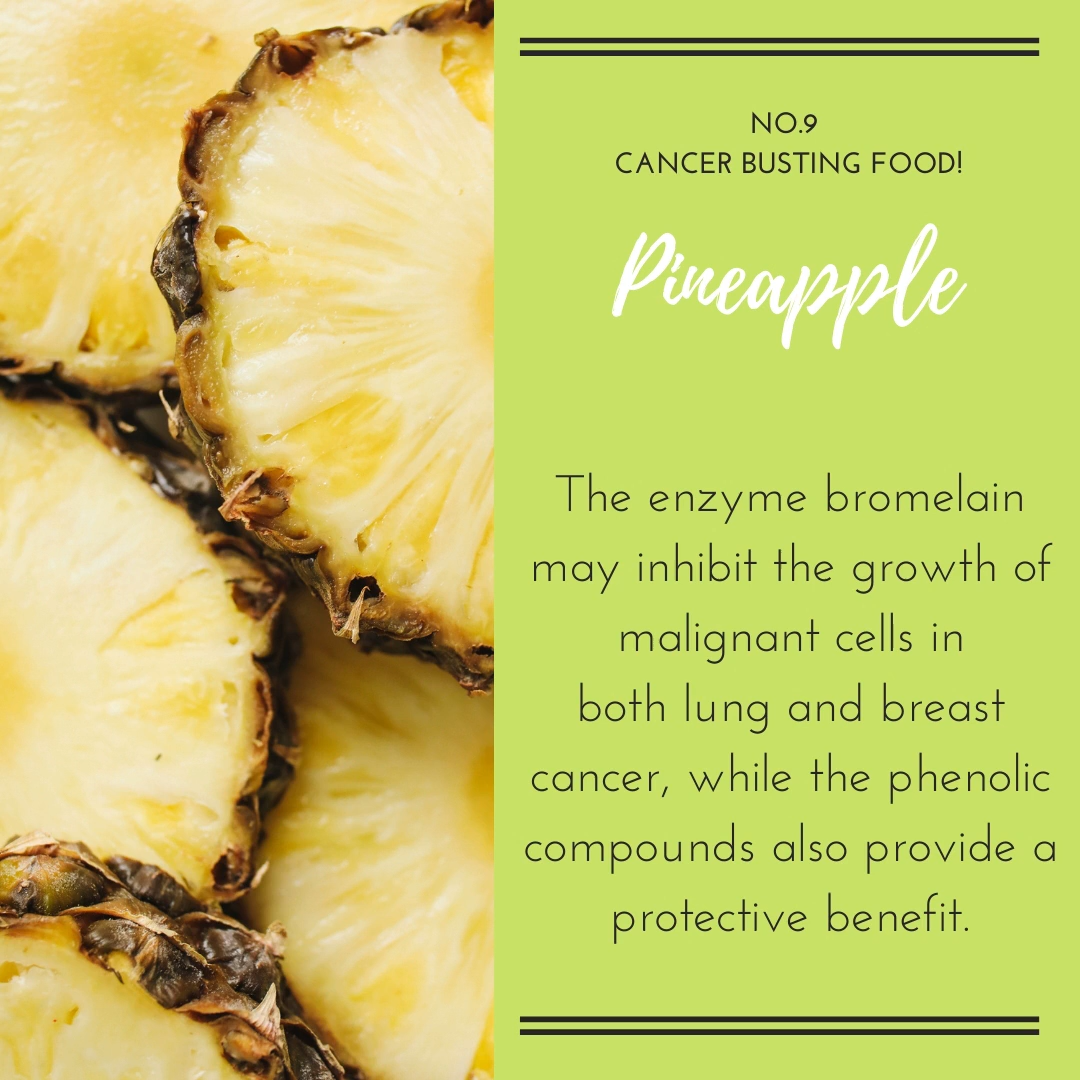 NO.9
CANCER BUSTING FOOD!
Pineapple
The enzyme bromelain
may inhibit the growth of
malignant cells in
both lung and breast
cancer, while the phenolic
compounds also provide a
protective benefit.